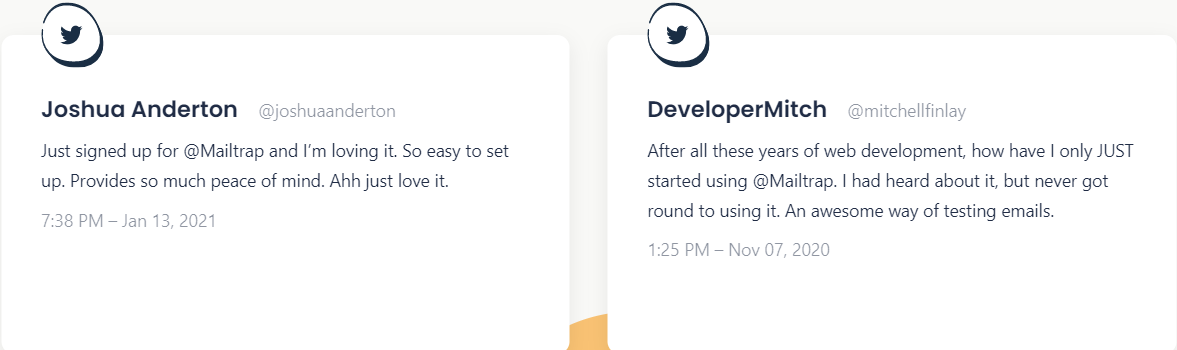 Joshua Anderton @joshuaanderton
Just signed up for @Mailtrap and I’m loving it. So easy to set
up. Provides so much peace of mind. Ahh just love it.
7:38 PM – Jan 13, 2021
DeveloperMitch @mitchellfinlay
After all these years of web development, how have I only JUST
started using @Mailtrap. I had heard about it, but never got
round to using it. An awesome way of testing emails.
1:25 PM – Nov 07, 2020